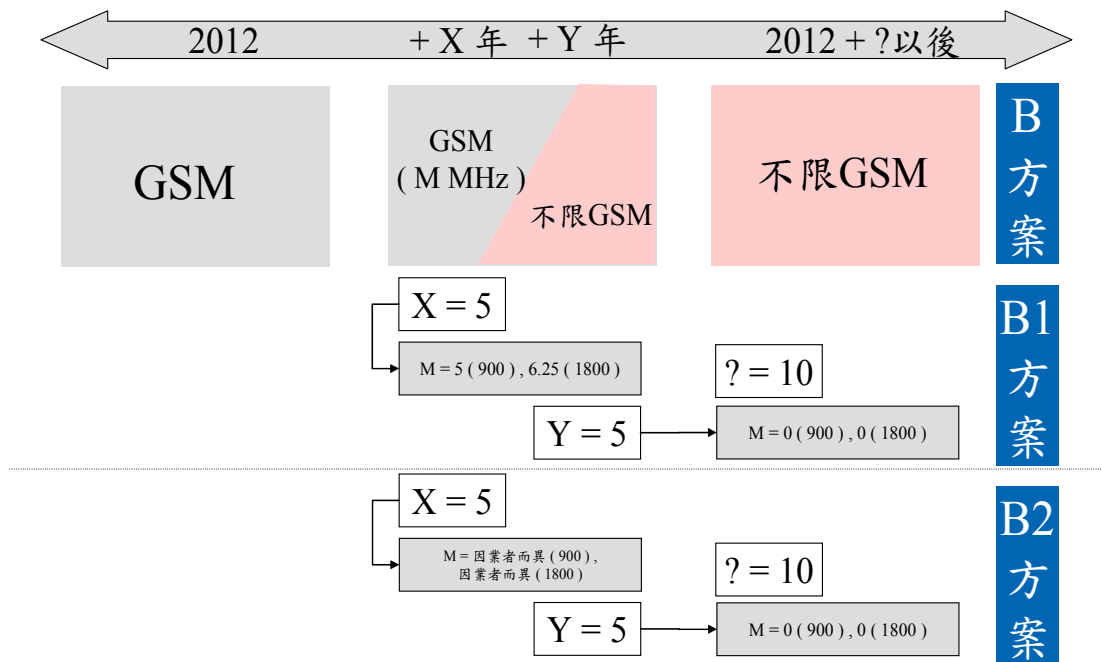 2012
+ X 年 + Y 年
2012 + ?以後
GSM
GSM
( M MHz )
不限GSM
不限GSM
B
方
案
X = 5
M = 5 ( 900 ) , 6.25 ( 1800 )
? = 10
Y = 5
M = 0 ( 900 ) , 0 ( 1800 )
B1
方
案
X = 5
M = 因業者而異 ( 900 ) ,
因業者而異 ( 1800 )
? = 10
Y = 5
M = 0 ( 900 ) , 0 ( 1800 )
B2
方
案